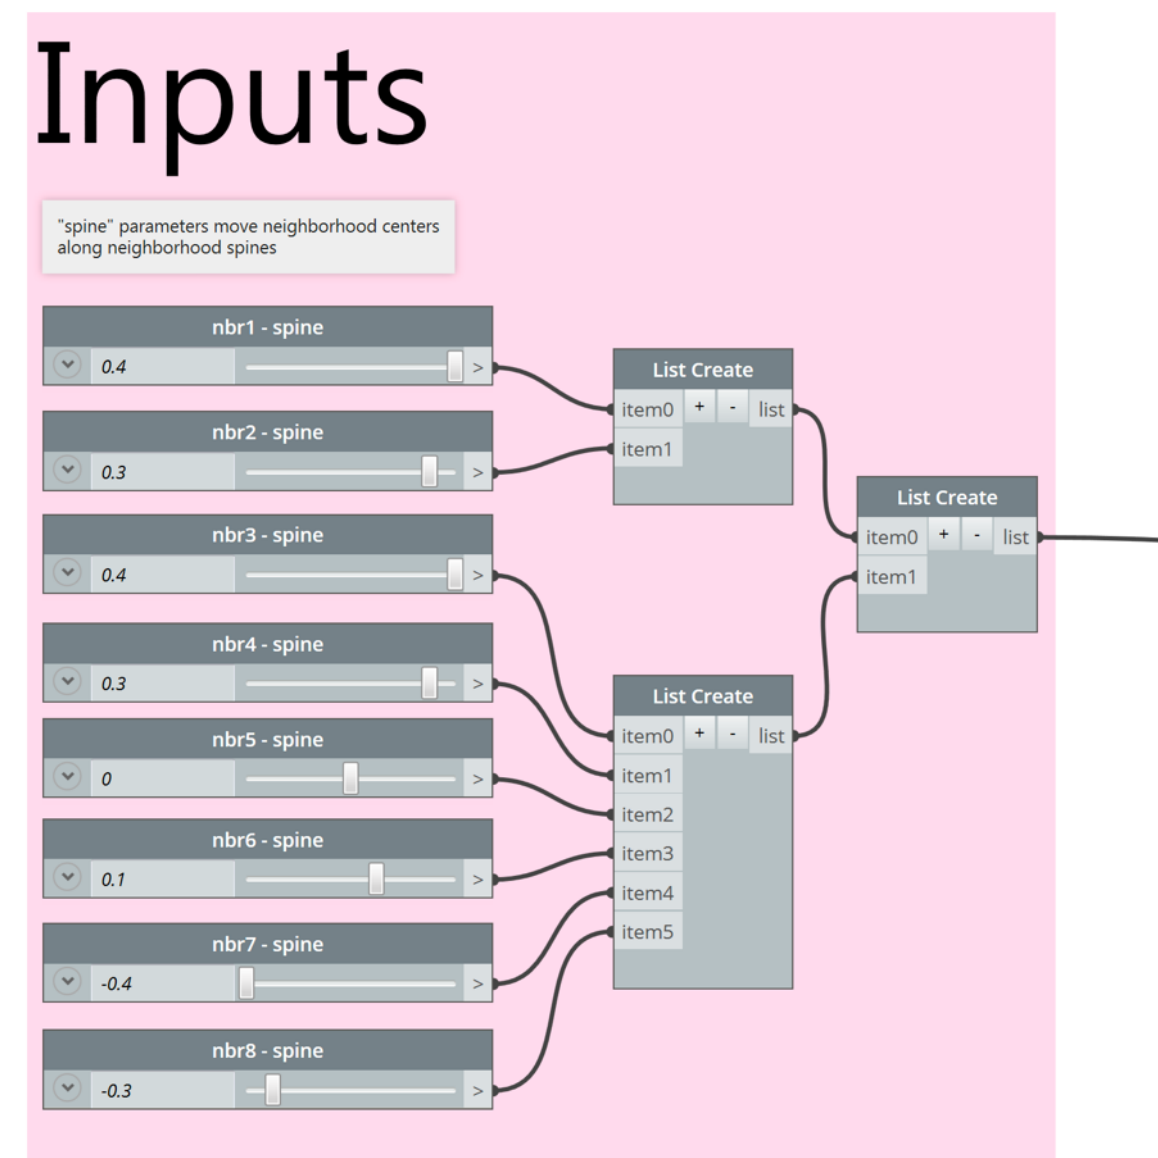 Inputs
"spine" parameters move neighborhood centers
along neighborhood spines
nbr1 - spine
0.4 >
nbr2 - spine
0.3 >
nbr3 - spine
0.4 >
nbr4 - spine
0.3 >
nbr5 - spine
0 >
nbr6 - spine
0.1 >
nbr7 - spine
-0.4 >
nbr8 - spine
-0.3 >
List Create
item0 + - list
item1
List Create
item0 + - list
item1
item2
item3
item4
item5
List Create
item0 + - list
item1